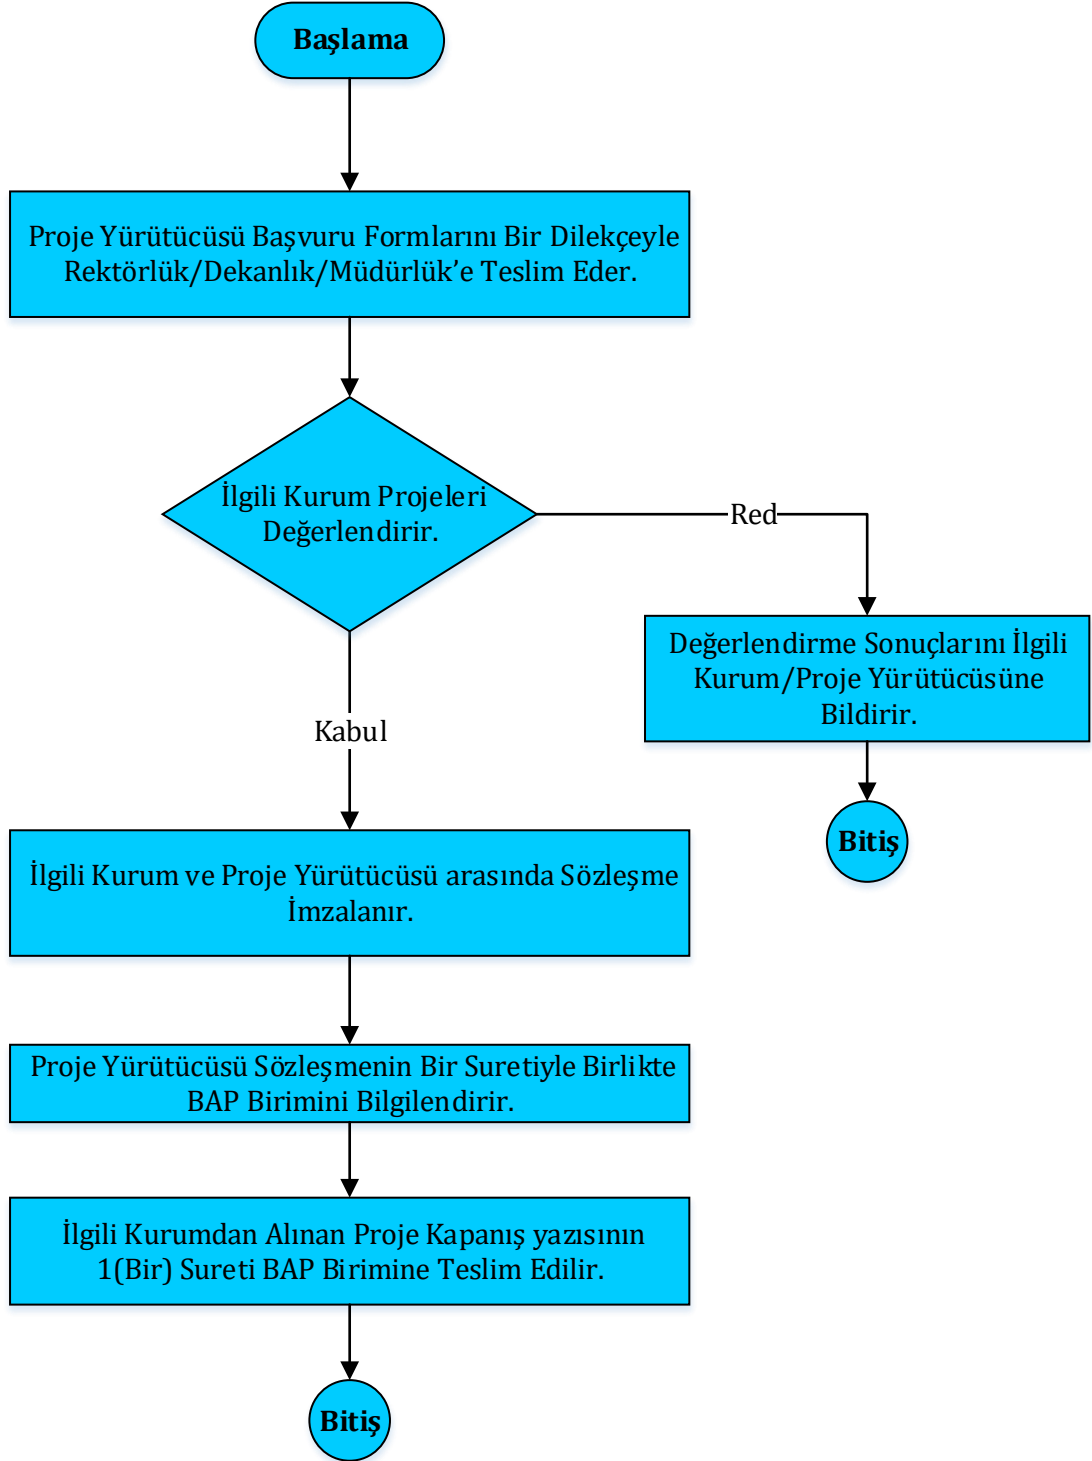 Başlama
Proje Yürütücüsü Başvuru Formlarını Bir Dilekçeyle
Rektörlük/Dekanlık/Müdürlük’e Teslim Eder.
İlgili Kurum Projeleri
Değerlendirir.
Red
Değerlendirme Sonuçlarını İlgili
Kurum/Proje Yürütücüsüne
Bildirir.
Bitiş
Kabul
İlgili Kurum ve Proje Yürütücüsü arasında Sözleşme
İmzalanır.
Proje Yürütücüsü Sözleşmenin Bir Suretiyle Birlikte
BAP Birimini Bilgilendirir.
İlgili Kurumdan Alınan Proje Kapanış yazısının
1(Bir) Sureti BAP Birimine Teslim Edilir.
Bitiş